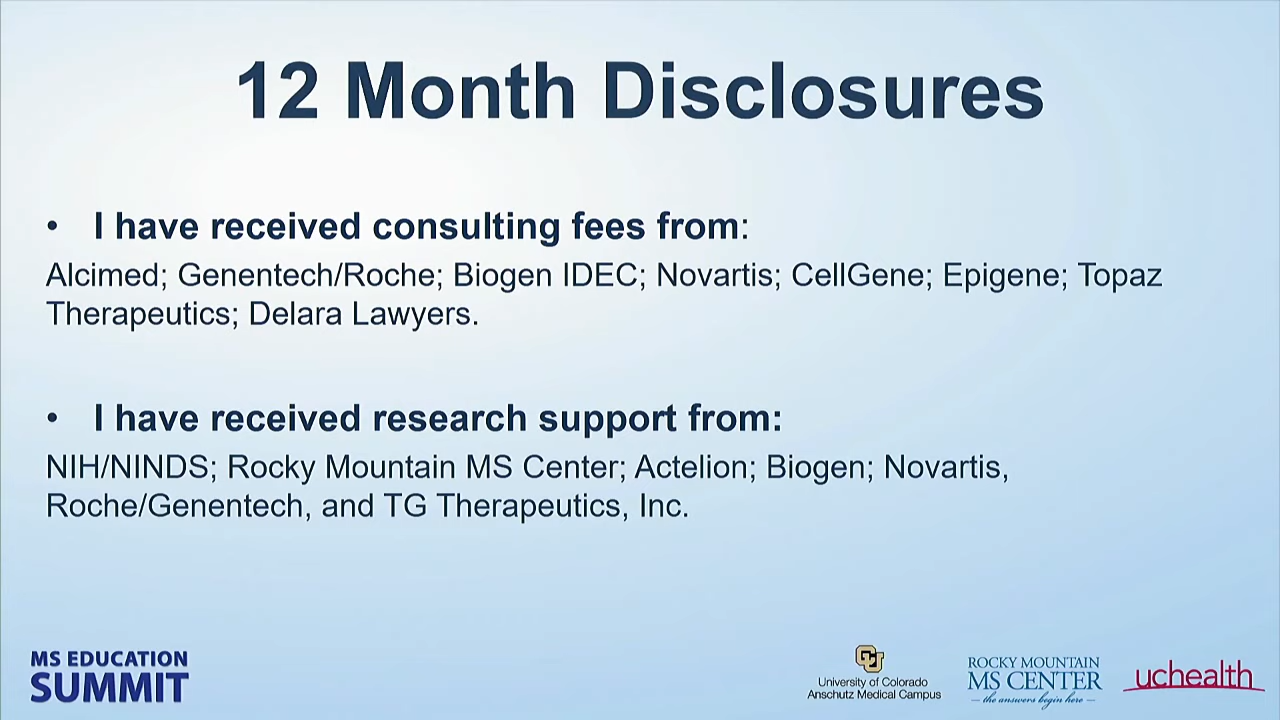 12 Month Disclosures
• I have received consulting fees from:
Alcimed; Genentech/Roche; Biogen IDEC; Novartis; CellGene; Epigene; Topaz
Therapeutics; Delara Lawyers.
• I have received research support from:
NIH/NINDS; Rocky Mountain MS Center; Actelion; Biogen; Novartis,
Roche/Genentech, and TG Therapeutics, Inc.
MS EDUCATION
SUMMIT
CU
University of Colorado
Anschutz Medical Campus
ROCKY MOUNTAIN
MS CENTER
— the answers begin here —
uchealth